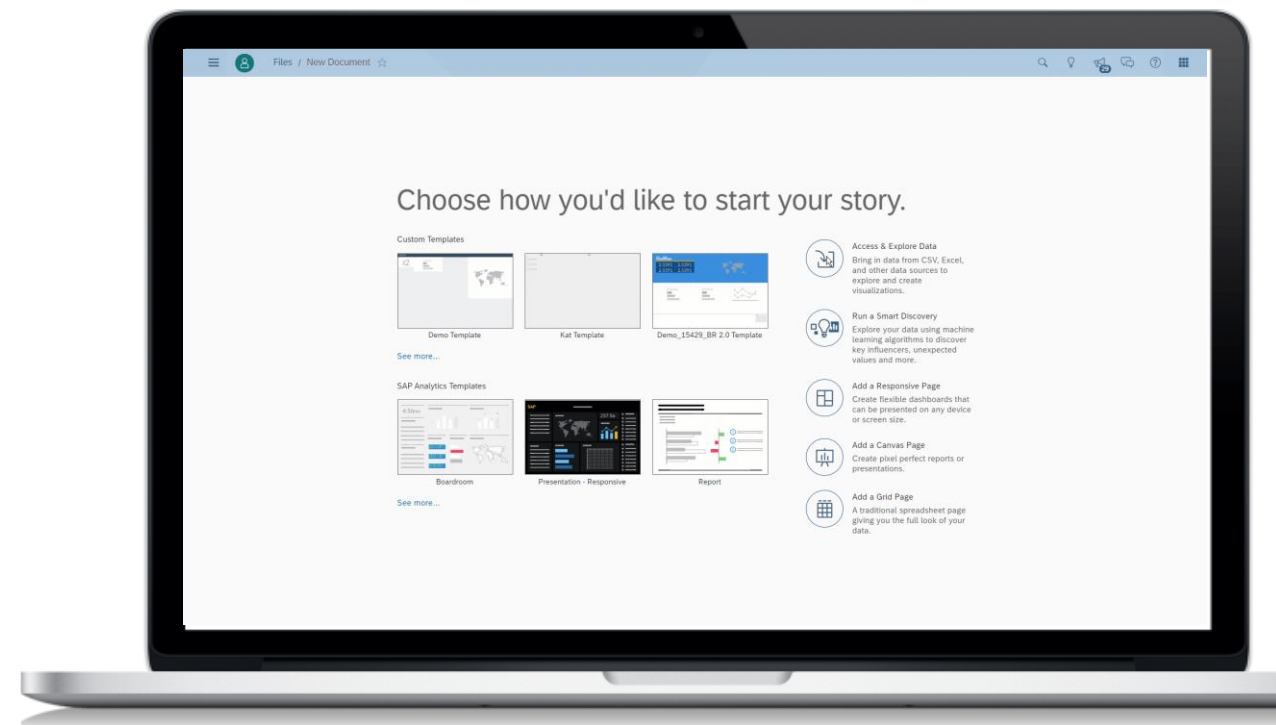 Files / New Document
Choose how you'd like to start your story.
Custom Templates
Demo Template
Kat Template
Demo_15429_BR 2.0 Template
See more...
SAP Analytics Templates
Boardroom
Presentation - Responsive
Report
See more...
Access & Explore Data
Bring in data from CSV, Excel,
and other data sources to
explore and create
visualizations.
Run a Smart Discovery
Explore your data using machine
learning algorithms to discover
key influencers, unexpected
values and more.
Add a Responsive Page
Create flexible dashboards that
can be presented on any device
or screen size.
Add a Canvas Page
Create pixel perfect reports or
presentations.
Add a Grid Page
A traditional spreadsheet page
giving you the full look of your
data.